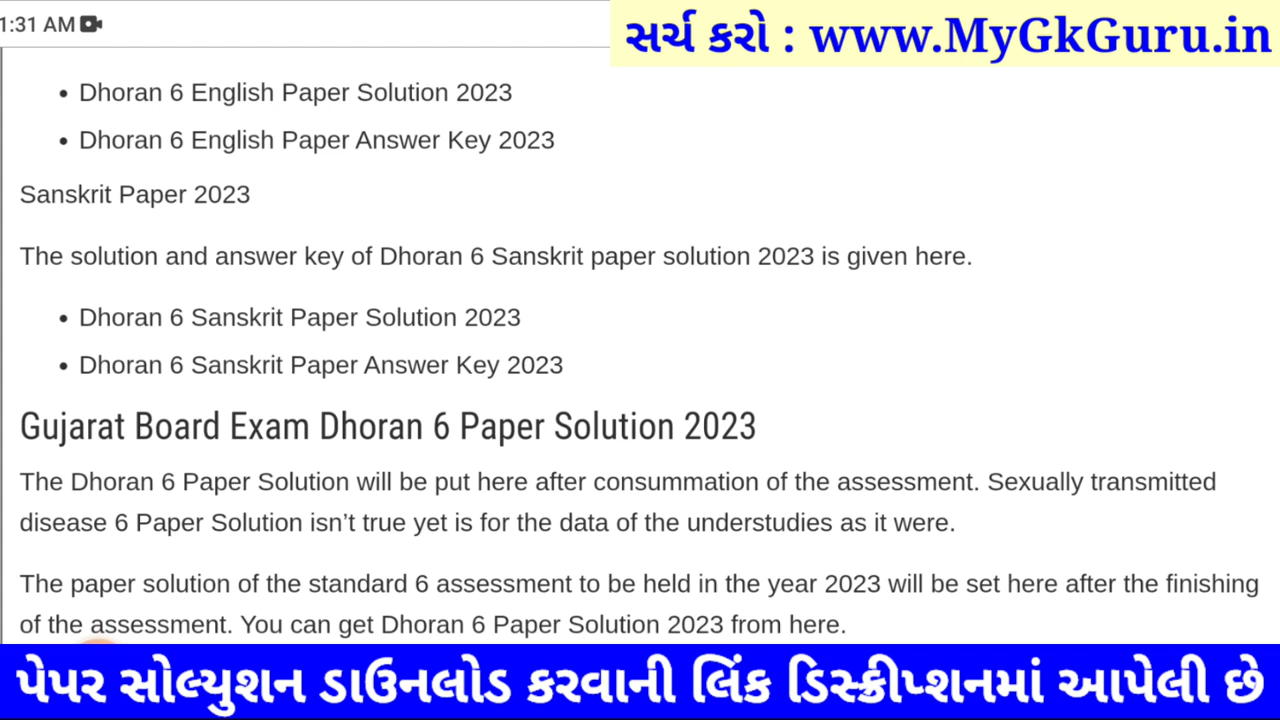 1:31 AM
સર્ચ કરો : www.MyGkGuru.in
• Dhoran 6 English Paper Solution 2023
• Dhoran 6 English Paper Answer Key 2023
Sanskrit Paper 2023
The solution and answer key of Dhoran 6 Sanskrit paper solution 2023 is given here.
• Dhoran 6 Sanskrit Paper Solution 2023
• Dhoran 6 Sanskrit Paper Answer Key 2023
Gujarat Board Exam Dhoran 6 Paper Solution 2023
The Dhoran 6 Paper Solution will be put here after consummation of the assessment. Sexually transmitted
disease 6 Paper Solution isn’t true yet is for the data of the understudies as it were.
The paper solution of the standard 6 assessment to be held in the year 2023 will be set here after the finishing
of the assessment. You can get Dhoran 6 Paper Solution 2023 from here.
પેપર સોલ્યુશન ડાઉનલોડ કરવાની લિંક ડિસ્ક્રીપ્શનમાં આપેલી છે